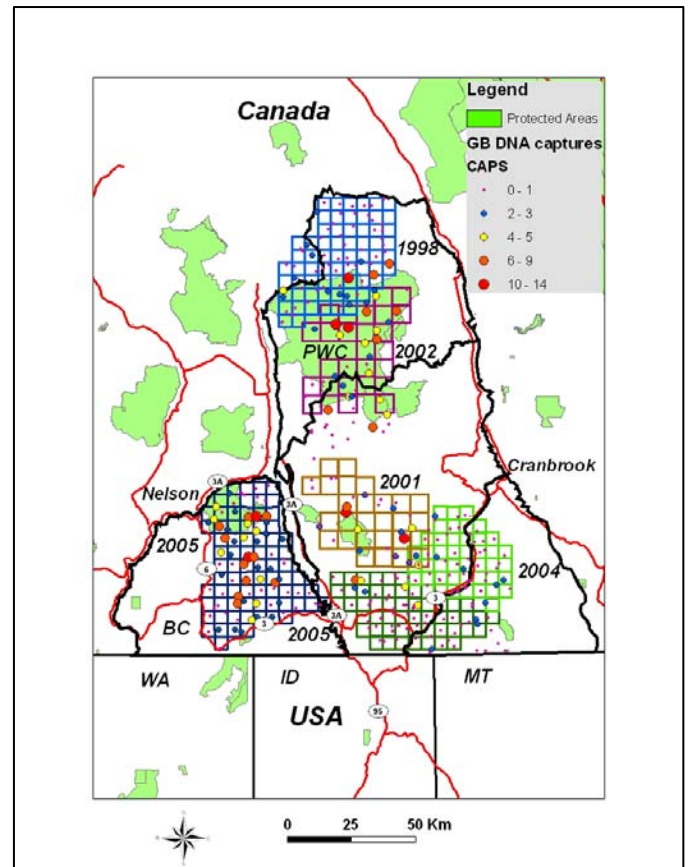 Canada
Legend
Protected Areas
GB DNA captures
CAPS
0 - 1
2 - 3
4 - 5
6 - 9
10 - 14
1998
PWC
2002
2001
Cranbrook
3A
Nelson
3A
2005
2004
6
3
3A
BC
3
2005
WA
ID
MT
USA
95
0 25 50 Km